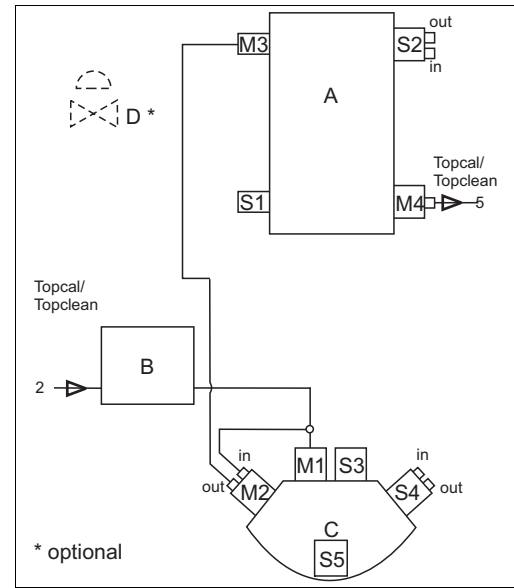 out
M3
S2
in
A
D *
Topcal/
Topclean
S1
M4
5
Topcal/
Topclean
B
2
in
in
M1
S3
out
M2
S4
out
C
* optional
S5